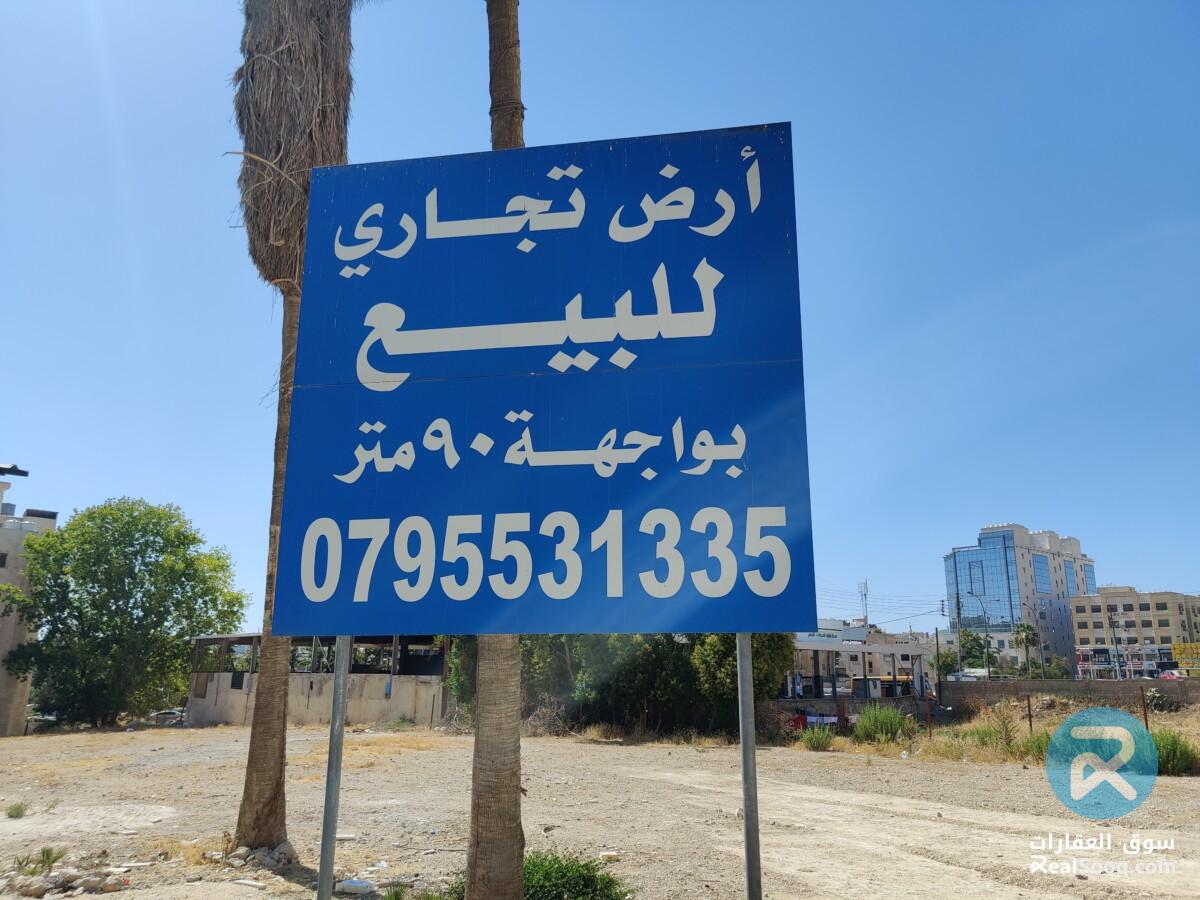 أرض تجاري
للبيع
بواجهة ٩٠ متر
0795531335
سوق العقارات
RealSooq.com